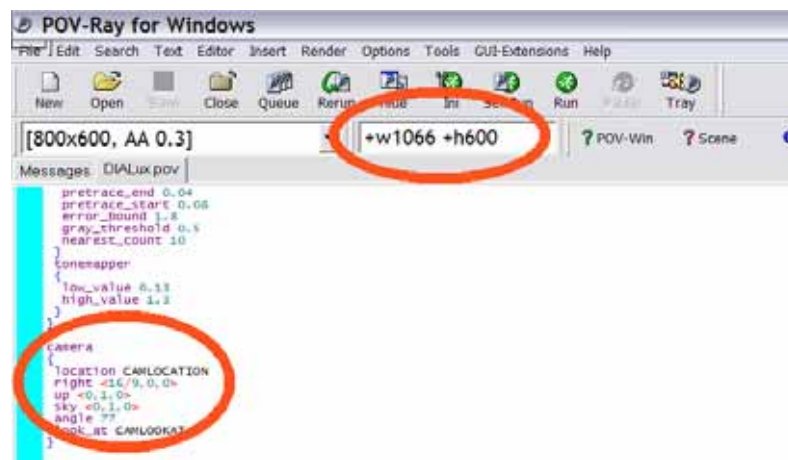 POV-Ray for Windows
File Edit Search Text Editor Insert Render Options Tools GUI-Extensions Help
New Open Close Queue Rerun Hide Ini Run Tray
[800x600, AA 0.3] +w1066 +h600 POV-Win Scene
Messages DIALux.pov
pretrace_end 0.04
pretrace_start 0.08
error_bound 1.8
gray_threshold 0.5
nearest_count 10
}
tonemapper
{
low_value 0.13
high_value 1.3
}
}
camera
{
location CAMLOCATION
right <16/9,0,0>
up <0,1,0>
sky <0,1,0>
angle 77
look_at CAMLOOKAT
}